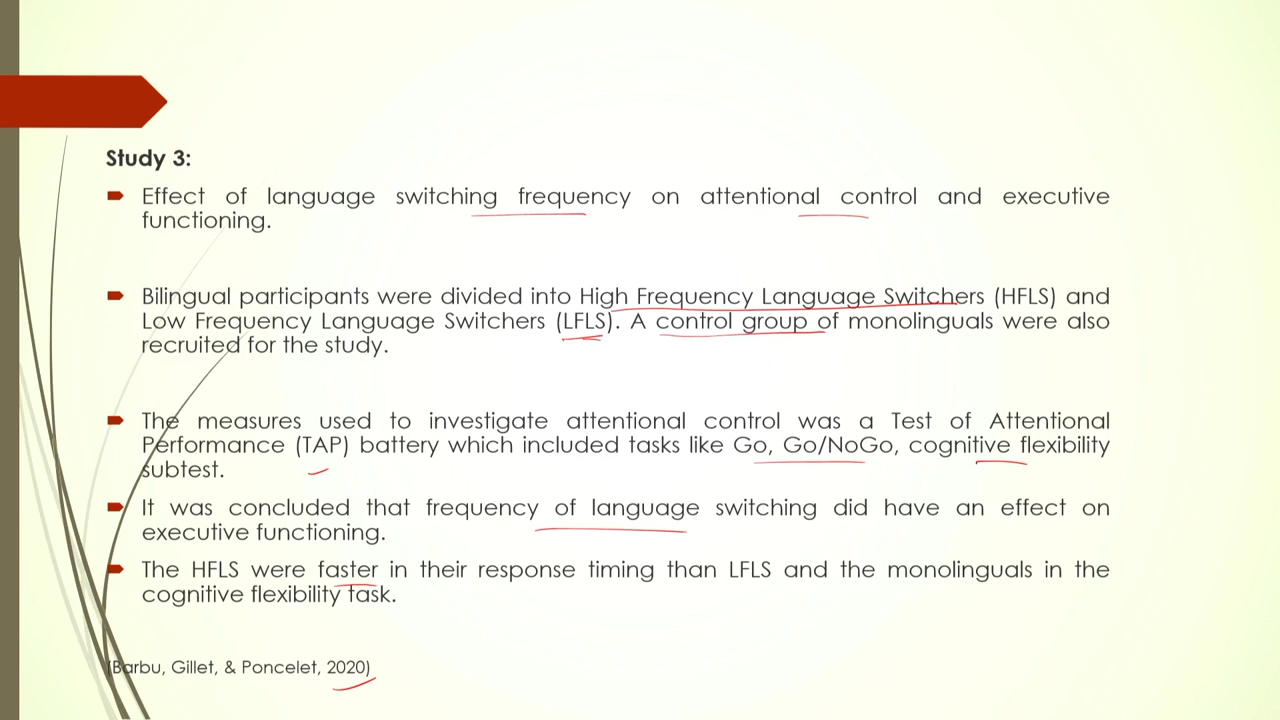 Study 3:
Effect of language switching frequency on attentional control and executive
functioning.
Bilingual participants were divided into High Frequency Language Switchers (HFLS) and
Low Frequency Language Switchers (LFLS). A control group of monolinguals were also
recruited for the study.
The measures used to investigate attentional control was a Test of Attentional
Performance (TAP) battery which included tasks like Go, Go/NoGo, cognitive flexibility
subtest.
It was concluded that frequency of language switching did have an effect on
executive functioning.
The HFLS were faster in their response timing than LFLS and the monolinguals in the
cognitive flexibility task.
(Barbu, Gillet, & Poncelet, 2020)